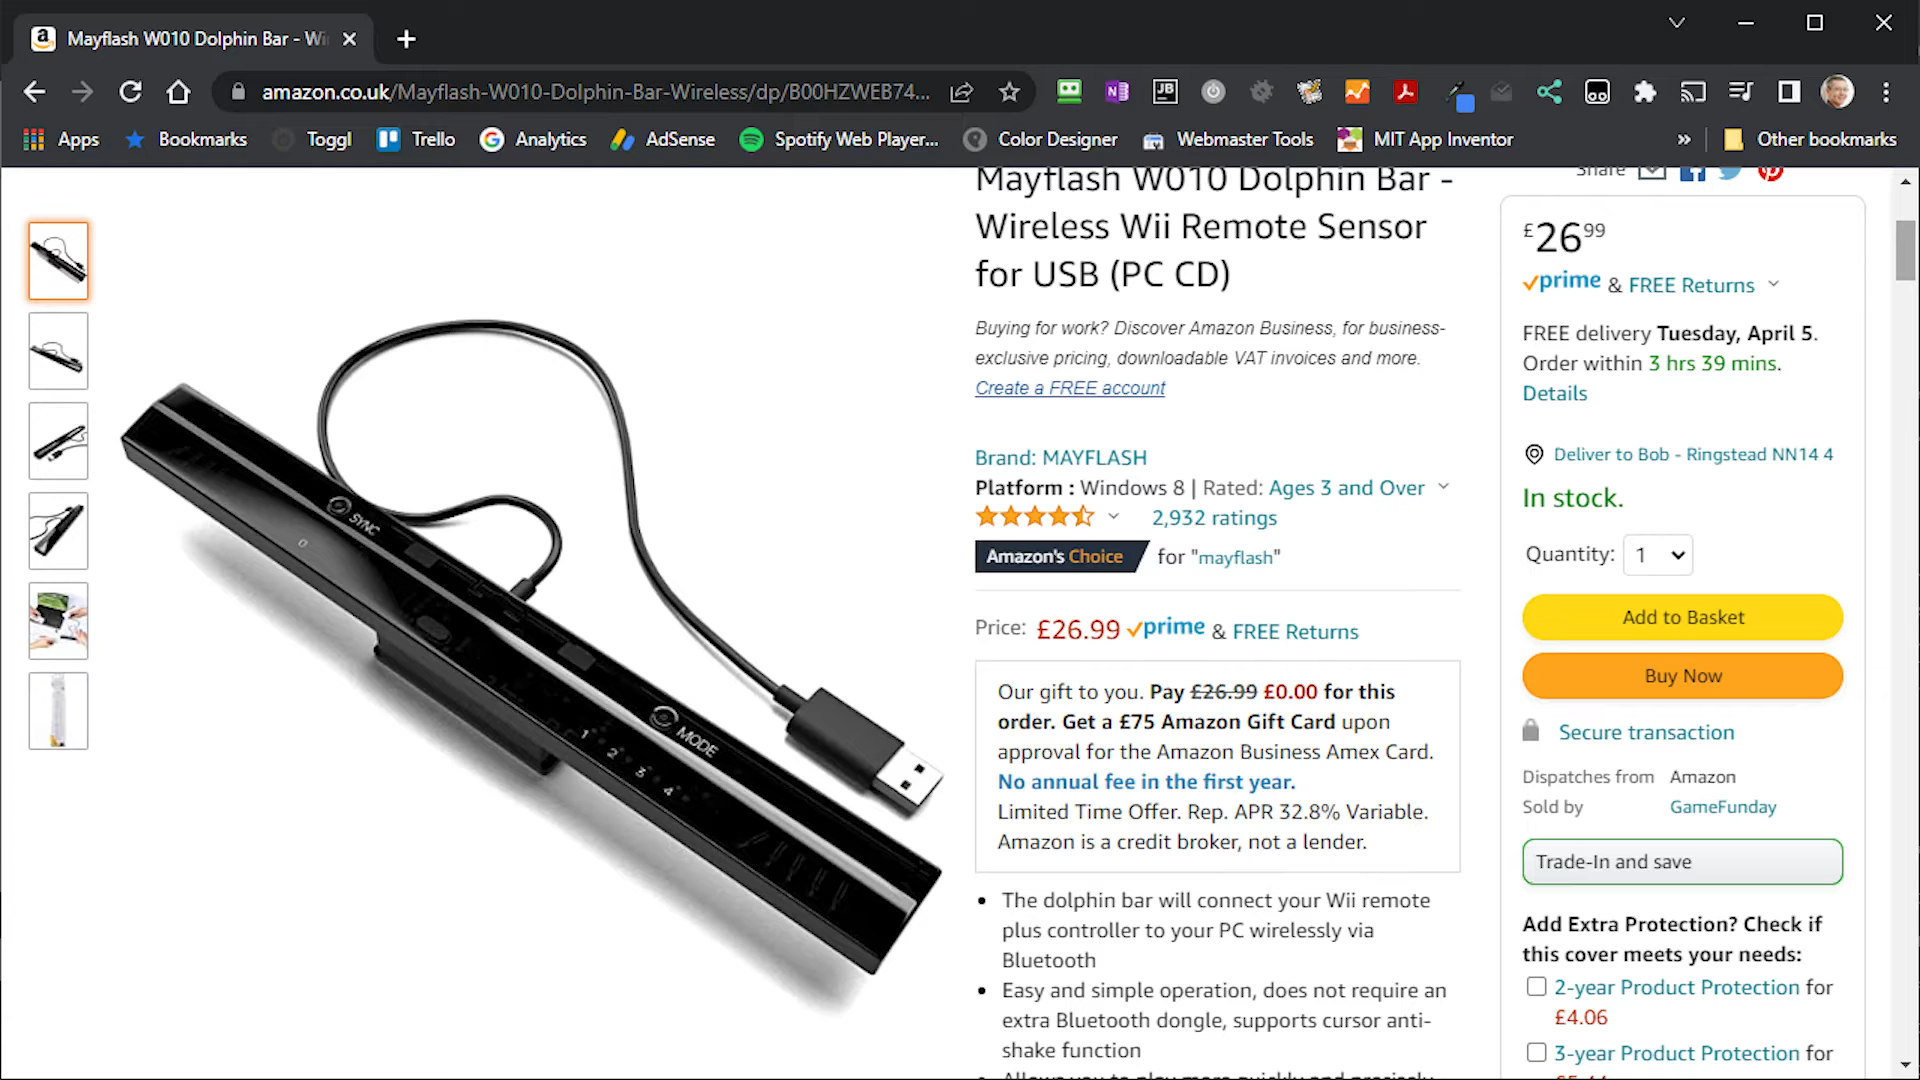 Mayflash W010 Dolphin Bar - Wi
amazon.co.uk/Mayflash-W010-Dolphin-Bar-Wireless/dp/B00HZWEB74...
N
JB
Apps
Bookmarks
Toggl
Trello
Analytics
AdSense
Spotify Web Player...
Color Designer
Webmaster Tools
MIT App Inventor
»
Other bookmarks
Mayflash W010 Dolphin Bar -
Wireless Wii Remote Sensor
for USB (PC CD)
Buying for work? Discover Amazon Business, for business-
exclusive pricing, downloadable VAT invoices and more.
Create a FREE account
Brand: MAYFLASH
Platform : Windows 8 | Rated: Ages 3 and Over
2,932 ratings
Amazon's Choice for "mayflash"
Price: £26.99 prime & FREE Returns
Our gift to you. Pay £26.99 £0.00 for this
order. Get a £75 Amazon Gift Card upon
approval for the Amazon Business Amex Card.
No annual fee in the first year.
Limited Time Offer. Rep. APR 32.8% Variable.
Amazon is a credit broker, not a lender.
• The dolphin bar will connect your Wii remote
plus controller to your PC wirelessly via
Bluetooth
• Easy and simple operation, does not require an
extra Bluetooth dongle, supports cursor anti-
shake function
• Allows you to play more quickly and precisely
SYNC
0
MODE
1
2
3
4
Share
£26.99
prime & FREE Returns
FREE delivery Tuesday, April 5.
Order within 3 hrs 39 mins.
Details
Deliver to Bob - Ringstead NN14 4
In stock.
Quantity: 1
Add to Basket
Buy Now
Secure transaction
Dispatches from Amazon
Sold by GameFunday
Trade-In and save
Add Extra Protection? Check if
this cover meets your needs:
2-year Product Protection for
£4.06
3-year Product Protection for